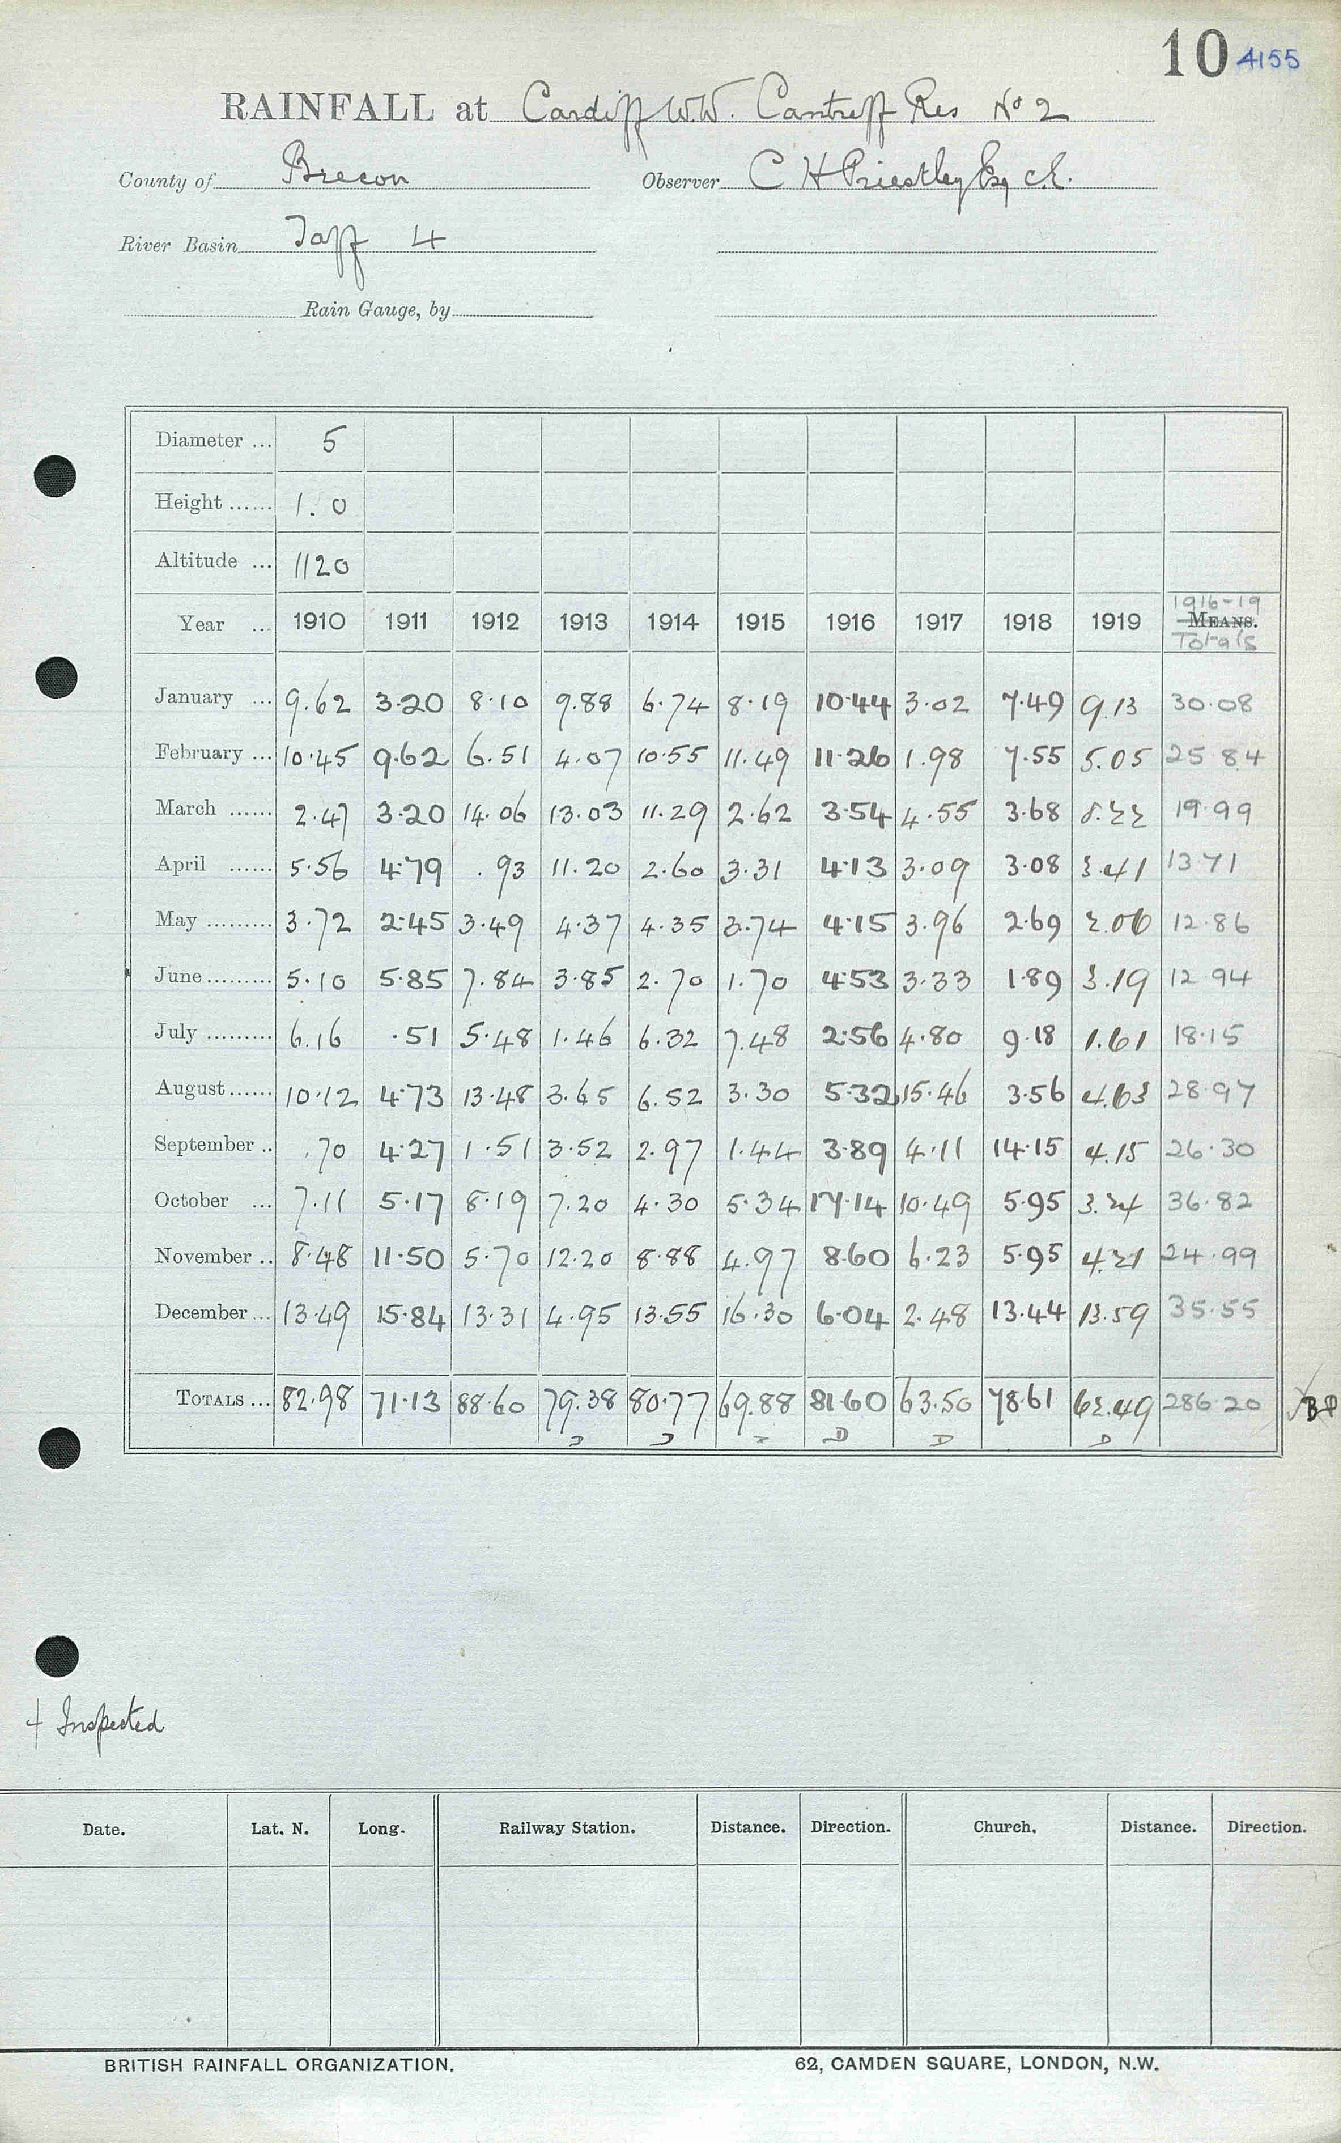 10 4155
RAINFALL at Cardiff W.W. Cantreff Res No 2
County of Brecon Observer C H Priestley Esq C.E.
River Basin Taff 4
Rain Gauge, by
Diameter ... 5
Height ...... 1. 0
Altitude ... 1120
Year ... 1910 1911 1912 1913 1914 1915 1916 1917 1918 1919 1916-19 MEANS. Totals
January ... 9.62 3.20 8.10 9.88 6.74 8.19 10.44 3.02 7.49 9.13 30.08
February ... 10.45 9.62 6.51 4.07 10.55 11.49 11.26 1.98 7.55 5.05 25 84
March ...... 2.47 3.20 14.06 13.03 11.29 2.62 3.54 4.55 3.68 8.22 19.99
April ...... 5.56 4.79 .93 11.20 2.60 3.31 4.13 3.09 3.08 3.41 13 71
May ......... 3.72 2.45 3.49 4.37 4.35 3.74 4.15 3.96 2.69 2.06 12.86
June ......... 5.10 5.85 7.84 3.85 2.70 1.70 4.53 3.33 1.89 3.19 12 94
July ......... 6.16 .51 5.48 1.46 6.32 7.48 2.56 4.80 9.18 1.61 18.15
August ...... 10.12 4.73 13.48 3.65 6.52 3.30 5.32 15.46 3.56 4.63 28.97
September .. .70 4.27 1.51 3.52 2.97 1.44 3.89 4.11 14.15 4.15 26.30
October ... 7.11 5.17 8.19 7.20 4.30 5.34 17.14 10.49 5.95 3.24 36.82
November .. 8.48 11.50 5.70 12.20 8.88 4.97 8.60 6.23 5.95 4.21 24.99
December ... 13.49 15.84 13.31 4.95 13.55 16.30 6.04 2.48 13.44 13.59 35.55
TOTALS ... 82.98 71.13 88.60 79.38 80.77 69.88 81.60 63.50 78.61 62.49 286.20
D D D
† Inspected
Date. Lat. N. Long. Railway Station. Distance. Direction. Church. Distance. Direction.
BRITISH RAINFALL ORGANIZATION. 62, CAMDEN SQUARE, LONDON, N.W.